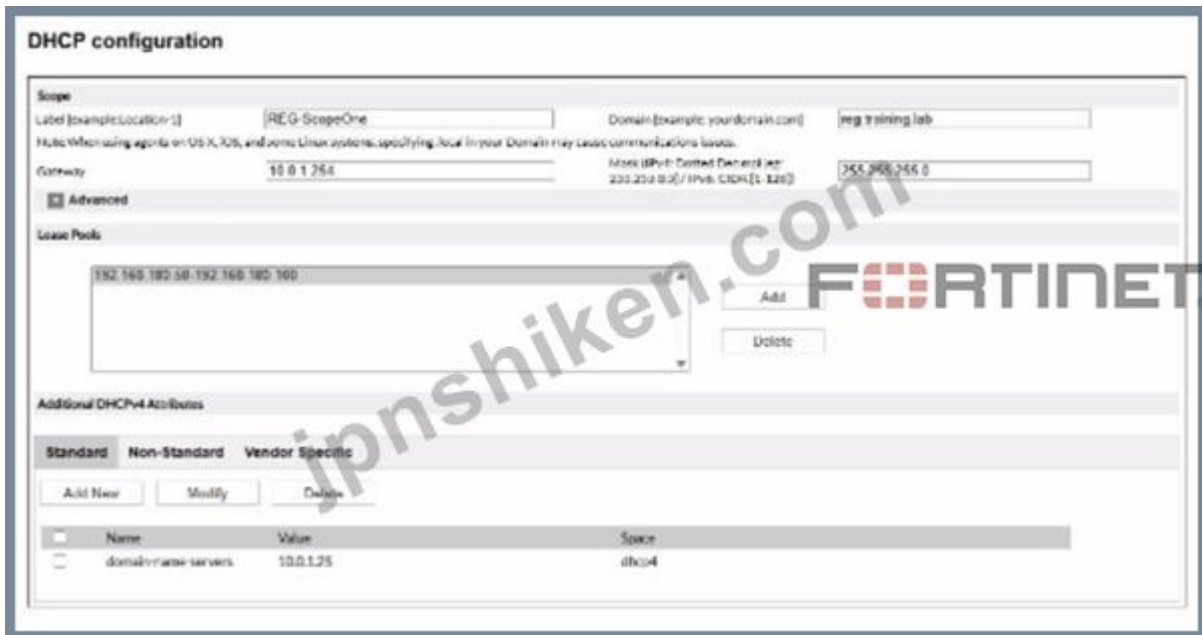 DHCP configuration
Scope
Label [example:Location-1] REG-ScopeOne Domain [example: yourdomain.com] reg training.lab
Note: When using agents on OS X, iOS, and some Linux systems, specifying .local in your Domain may cause communications issues.
Gateway 10.0.1.254 Mask (IPv4: Dotted Decimal [eg: 255.255.0.0] / IPv6: CIDR [1-128]) 255.255.255.0
Advanced
Lease Pools
192.168.180.50-192.168.180.100
Add
FORTINET
Delete
jpnshiken.com
Additional DHCPv4 Attributes
Standard Non-Standard Vendor Specific
Add New Modify Delete
Name Value Space
domain-name-servers 10.0.1.25 dhcp4